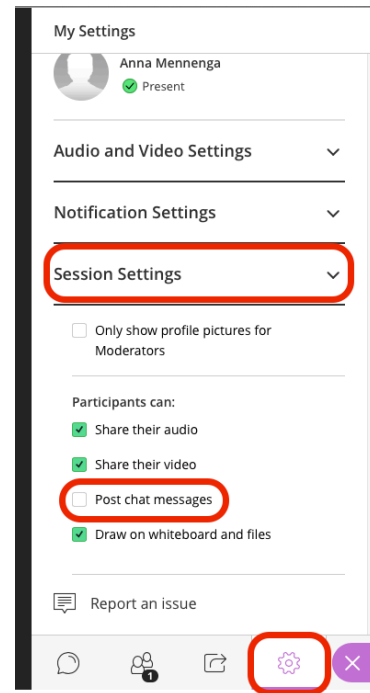 My Settings
Anna Mennenga
Present
Audio and Video Settings
Notification Settings
Session Settings
Only show profile pictures for
Moderators
Participants can:
Share their audio
Share their video
Post chat messages
Draw on whiteboard and files
Report an issue
1